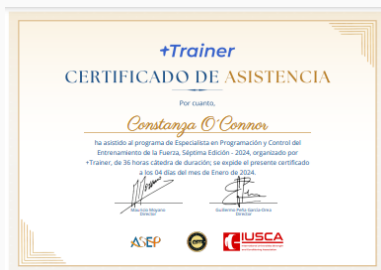 +Trainer
CERTIFICADO DE ASISTENCIA
Por cuanto,
Constanza O´Connor
ha asistido al programa de Especialista en Programación y Control del
Entrenamiento de la Fuerza, Séptima Edición - 2024, organizado por
+Trainer, de 36 horas cátedra de duración; se expide el presente certificado
a los 04 días del mes de Enero de 2024.
Mauricio Moyano
Director
Guillermo Peña García-Orea
Director
ASEP
IUSCA